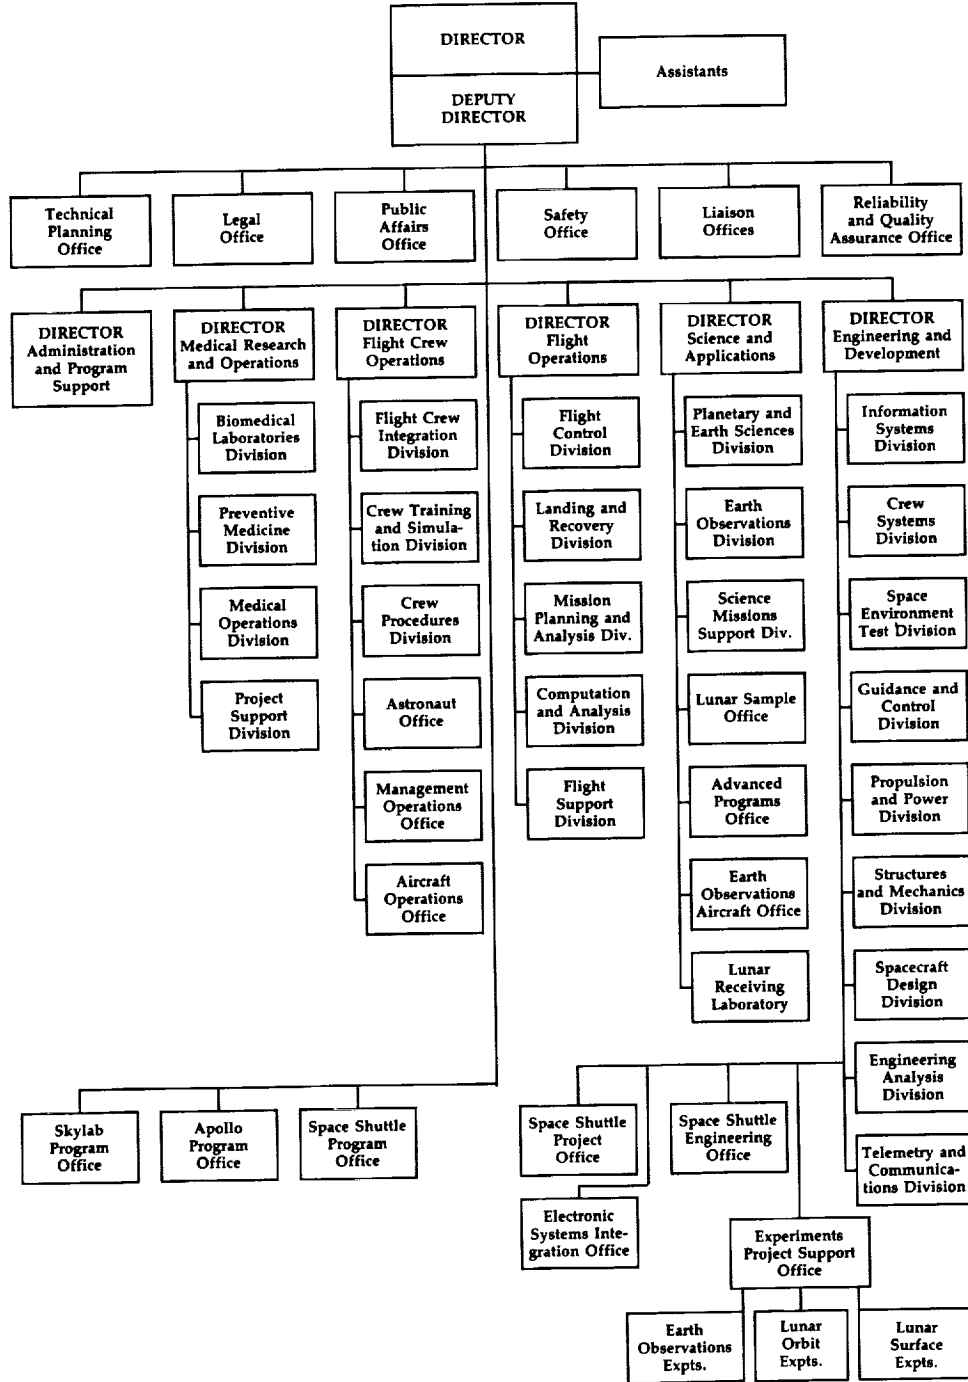 DIRECTOR
DEPUTY
DIRECTOR
Assistants
Technical
Planning
Office
Legal
Office
Public
Affairs
Office
Safety
Office
Liaison
Offices
Reliability
and Quality
Assurance Office
DIRECTOR
Administration
and Program
Support
DIRECTOR
Medical Research
and Operations
DIRECTOR
Flight Crew
Operations
DIRECTOR
Flight
Operations
DIRECTOR
Science and
Applications
DIRECTOR
Engineering and
Development
Biomedical
Laboratories
Division
Preventive
Medicine
Division
Medical
Operations
Division
Project
Support
Division
Flight Crew
Integration
Division
Crew Training
and Simula-
tion Division
Crew
Procedures
Division
Astronaut
Office
Management
Operations
Office
Aircraft
Operations
Office
Flight
Control
Division
Landing and
Recovery
Division
Mission
Planning and
Analysis Div.
Computation
and Analysis
Division
Flight
Support
Division
Planetary and
Earth Sciences
Division
Earth
Observations
Division
Science
Missions
Support Div.
Lunar Sample
Office
Advanced
Programs
Office
Earth
Observations
Aircraft Office
Lunar
Receiving
Laboratory
Information
Systems
Division
Crew
Systems
Division
Space
Environment
Test Division
Guidance and
Control
Division
Propulsion
and Power
Division
Structures
and Mechanics
Division
Spacecraft
Design
Division
Engineering
Analysis
Division
Telemetry and
Communica-
tions Division
Skylab
Program
Office
Apollo
Program
Office
Space Shuttle
Program
Office
Space Shuttle
Project
Office
Space Shuttle
Engineering
Office
Electronic
Systems Inte-
gration Office
Experiments
Project Support
Office
Earth
Observations
Expts.
Lunar
Orbit
Expts.
Lunar
Surface
Expts.